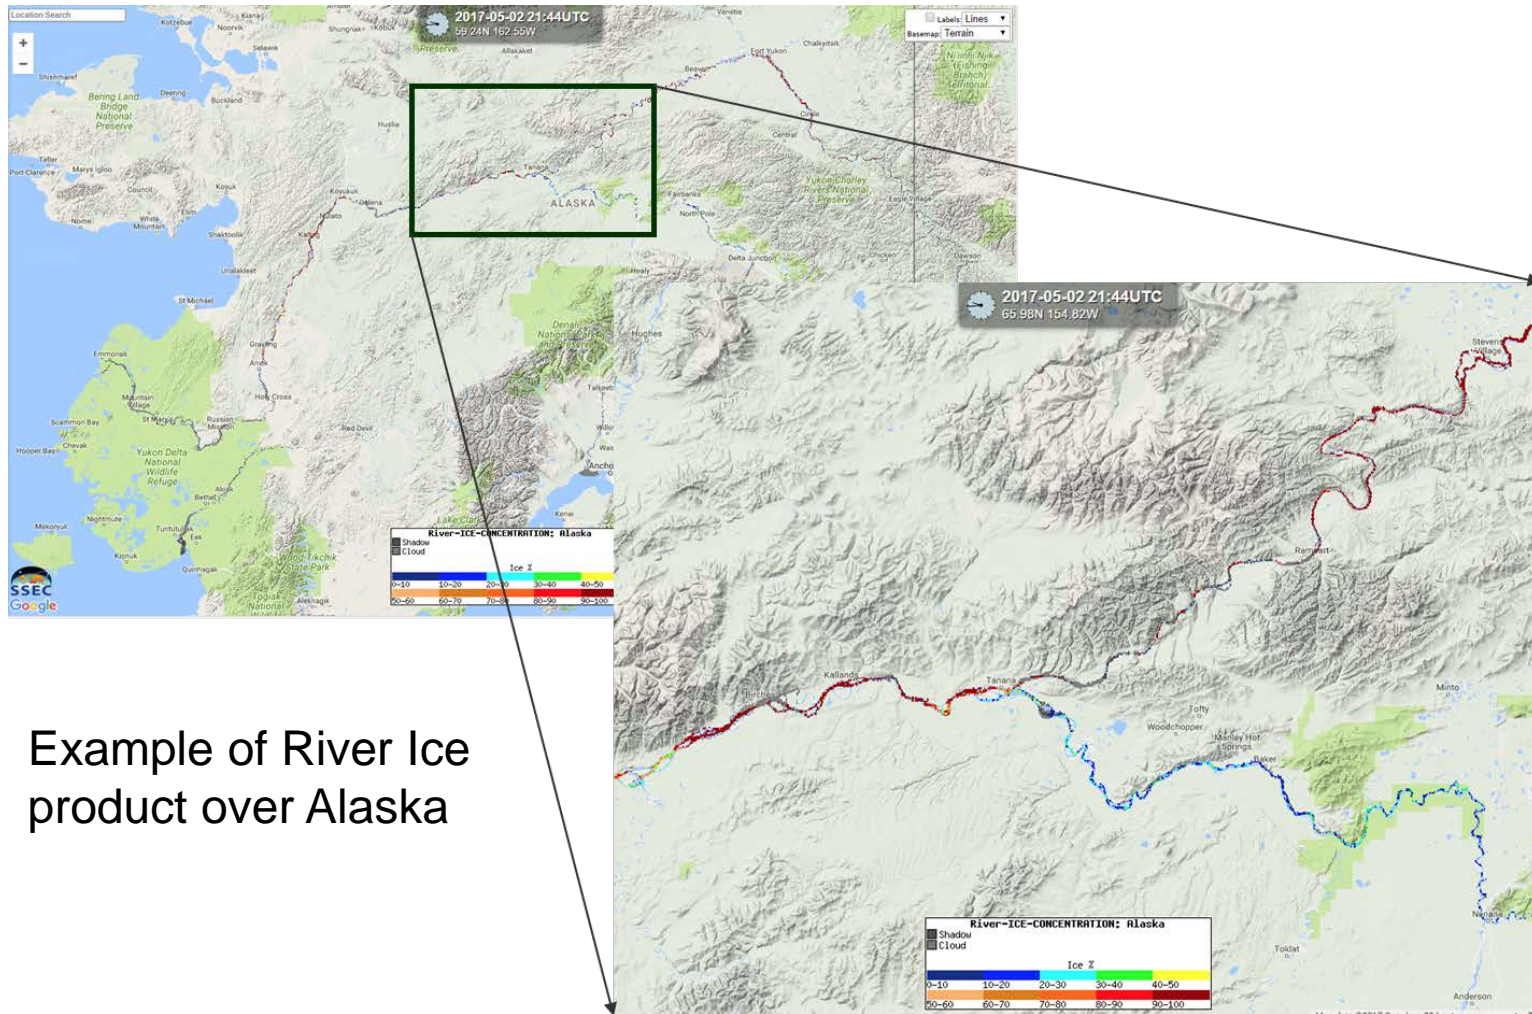 Location Search
2017-05-02 21:44UTC
59.24N 162.55W
Labels: Lines
Basemap: Terrain
+
−
Kotzebue
Kiana
Noorvik
Shungnak
Kobuk
Selawik
Preserve
Allakaket
Venetie
Fort Yukon
Chalkyitsik
Beaver
Ni'iinlii Njik
(Fishing
Branch)
Territorial
Shishmaref
Deering
Buckland
Bering Land
Bridge
National
Preserve
Huslia
Circle
Central
Teller
Port Clarence
Marys Igloo
Council
Koyuk
Koyukuk
Galena
Tanana
ALASKA
Fairbanks
North Pole
Yukon-Charley
Rivers National
Preserve
Eagle Village
Nome
White
Mountain
Elim
Nulato
Shaktoolik
Kaltag
Unalakleet
Delta Junction
Chicken
Dawson
Healy
St Michael
Denali
National
Hughes
Emmonak
Grayling
Anvik
Holy Cross
Talkeetna
Mountain
Village
St Marys
Russian
Mission
Scammon Bay
Hooper Bay
Chevak
Red Devil
Yukon Delta
National
Wildlife
Refuge
Akiak
Bethel
Mekoryuk
Nightmute
Tuntutuliak
Eek
Kipnuk
Quinhagak
Kenai
Lake Clark
Wood-Tikchik
State Park
Togiak
National
Aleknagik
SSEC
Google
River-ICE-CONCENTRATION: Alaska
Shadow
Cloud
Ice %
0-10 10-20 20-30 30-40 40-50
50-60 60-70 70-80 80-90 90-100
2017-05-02 21:44UTC
65.98N 154.82W
Stevens
Village
Rampart
Kallands
Birches
Tanana
Tofty
Woodchopper
Manley Hot
Springs
Baker
Minto
Nenana
Toklat
Anderson
River-ICE-CONCENTRATION: Alaska
Shadow
Cloud
Ice %
0-10 10-20 20-30 30-40 40-50
50-60 60-70 70-80 80-90 90-100
Example of River Ice
product over Alaska